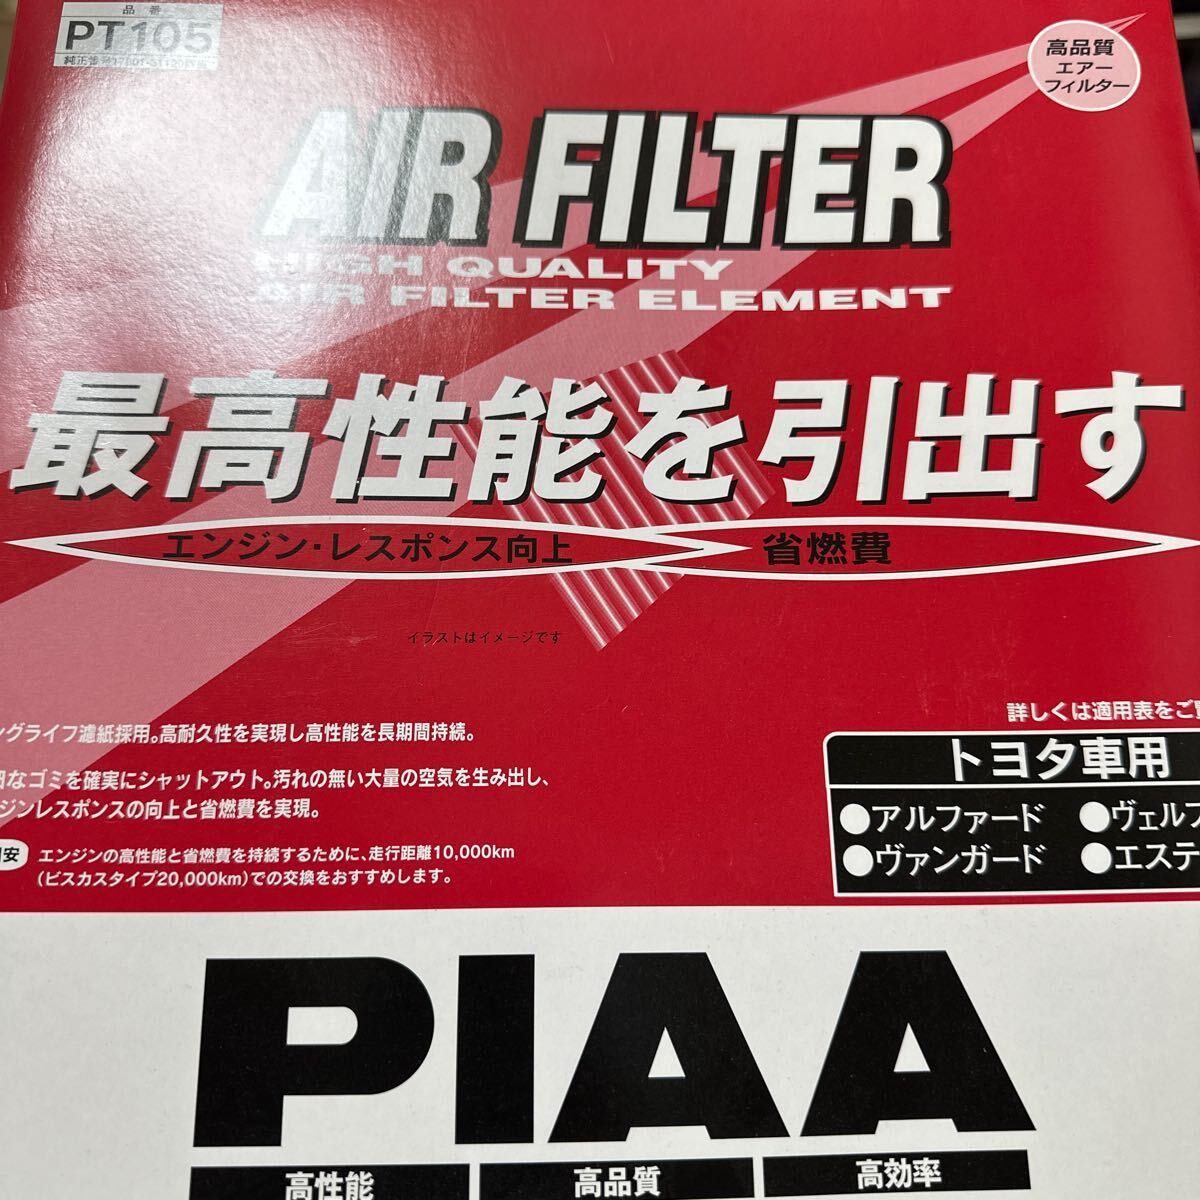 品番
PT105
高品質
エアー
フィルター
AIR FILTER
HIGH QUALITY
AIR FILTER ELEMENT
最高性能を引出す
エンジン・レスポンス向上
省燃費
イラストはイメージです
ングライフ濾紙採用。高耐久性を実現し高性能を長期間持続。
なゴミを確実にシャットアウト。汚れの無い大量の空気を生み出し、
ジンレスポンスの向上と省燃費を実現。
安 エンジンの高性能と省燃費を持続するために、走行距離10,000km
(ビスカスタイプ20,000km)での交換をおすすめします。
詳しくは適用表をご
トヨタ車用
●アルファード ●ヴェルフ
●ヴァンガード ●エステ
PIAA
高性能 高品質 高効率